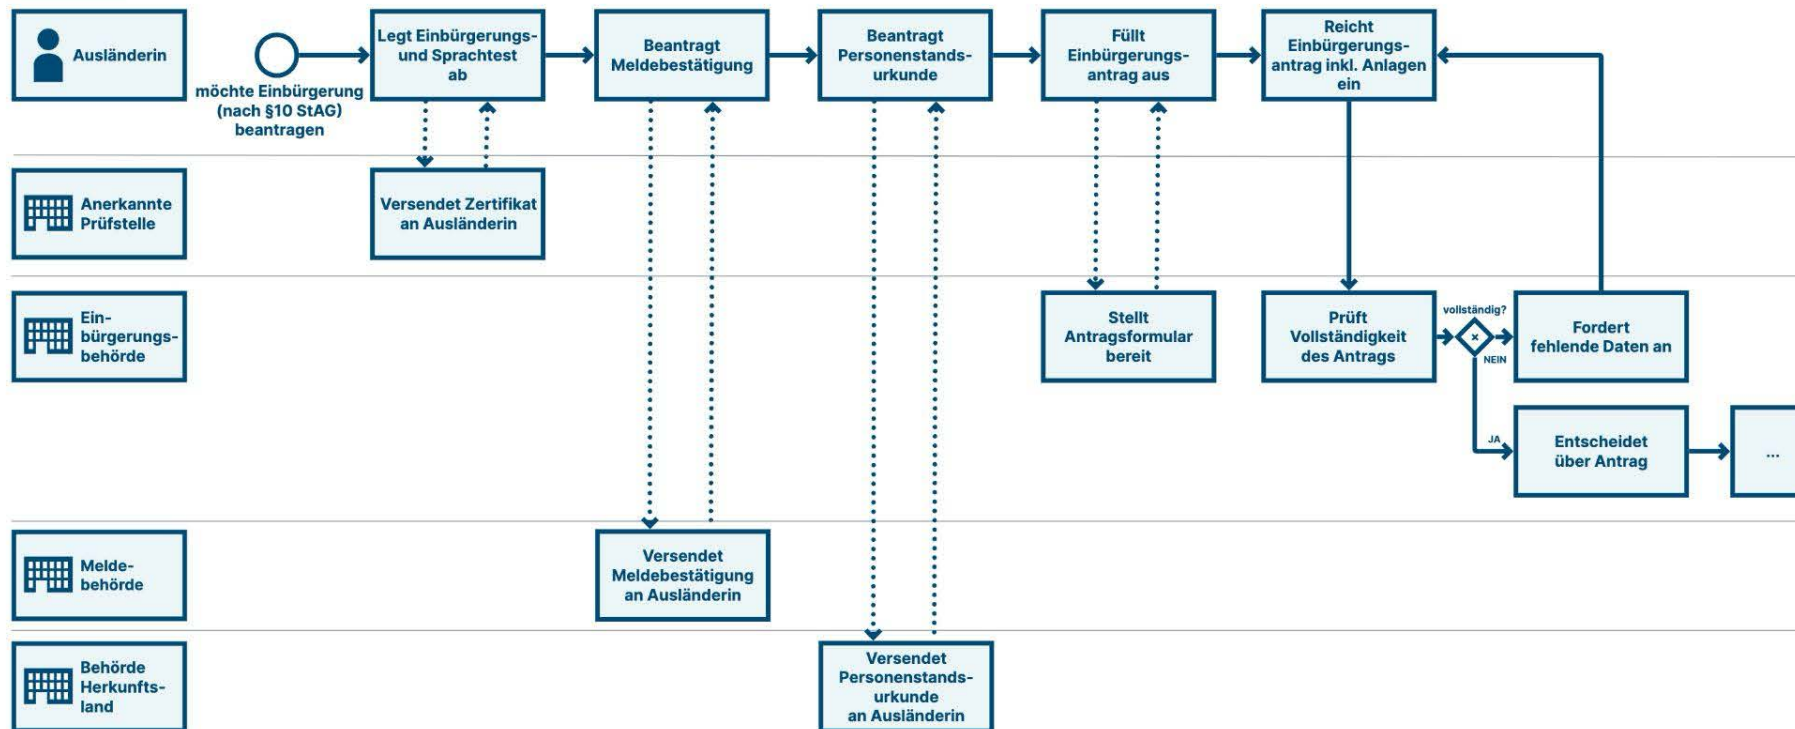 Ausländerin
möchte Einbürgerung
(nach §10 StAG)
beantragen
Legt Einbürgerungs-
und Sprachtest
ab
Beantragt
Meldebestätigung
Beantragt
Personenstands-
urkunde
Füllt
Einbürgerungs-
antrag aus
Reicht
Einbürgerungs-
antrag inkl. Anlagen
ein
Anerkannte
Prüfstelle
Versendet Zertifikat
an Ausländerin
Ein-
bürgerungs-
behörde
Stellt
Antragsformular
bereit
Prüft
Vollständigkeit
des Antrags
vollständig?
×
NEIN
Fordert
fehlende Daten an
JA
Entscheidet
über Antrag
...
Melde-
behörde
Versendet
Meldebestätigung
an Ausländerin
Behörde
Herkunfts-
land
Versendet
Personenstands-
urkunde
an Ausländerin